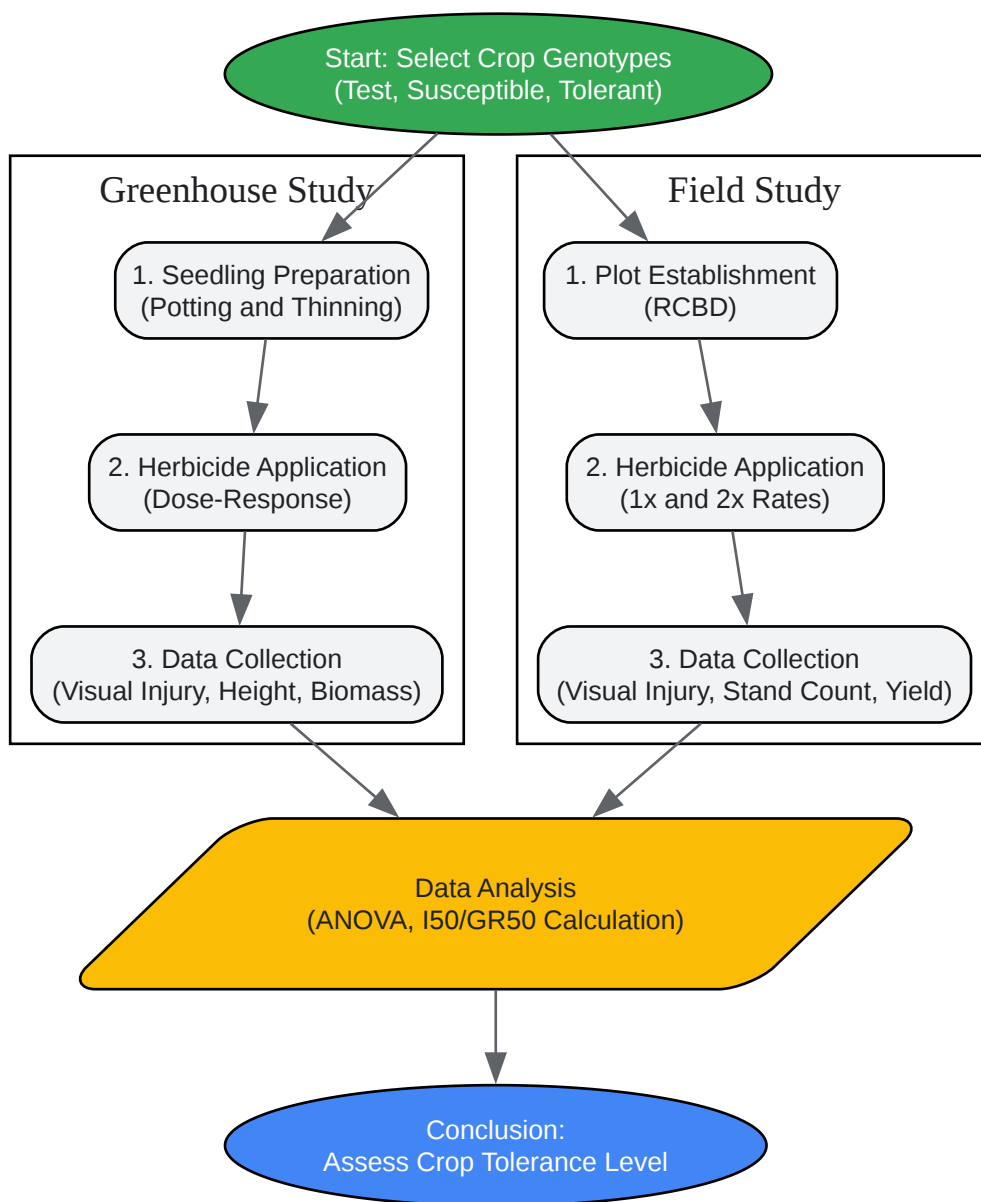 Start: Select Crop Genotypes
(Test, Susceptible, Tolerant)
Greenhouse Study
1. Seedling Preparation
(Potting and Thinning)
2. Herbicide Application
(Dose-Response)
3. Data Collection
(Visual Injury, Height, Biomass)
Field Study
1. Plot Establishment
(RCBD)
2. Herbicide Application
(1x and 2x Rates)
3. Data Collection
(Visual Injury, Stand Count, Yield)
Data Analysis
(ANOVA, I50/GR50 Calculation)
Conclusion:
Assess Crop Tolerance Level